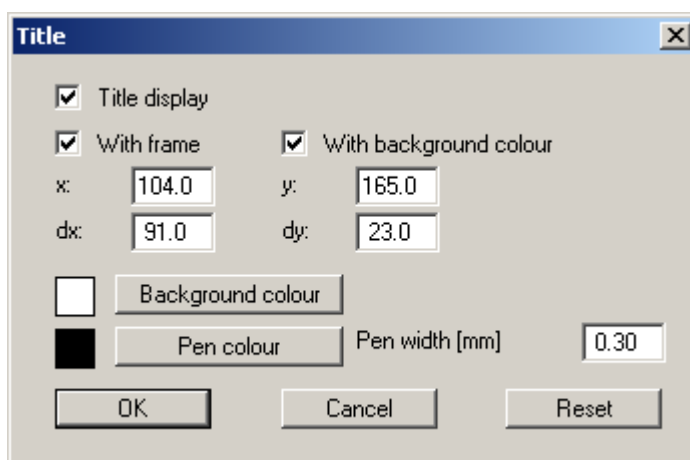 Title
Title display
With frame With background colour
x: 104.0 y: 165.0
dx: 91.0 dy: 23.0
Background colour
Pen colour Pen width [mm] 0.30
OK Cancel Reset